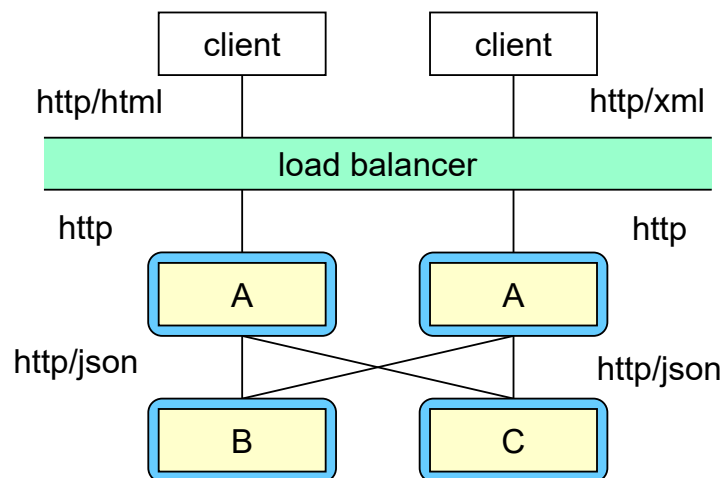 client
client
http/html
http/xml
load balancer
http
http
A
A
http/json
http/json
B
C